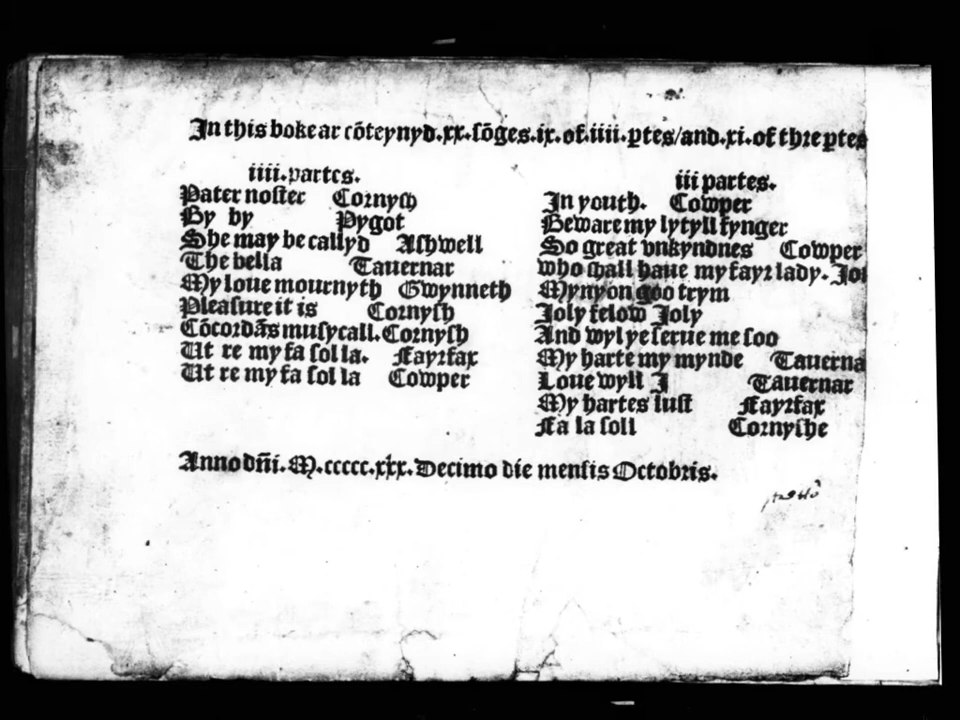 In this boke ar cōteynyd .xx. sōges. ix. of. iiii. ꝑtes/and. xi. of thre ꝑtes
iiii. partes.
Pater noster Cornysh
By by Pygot
She may be callyd Ashwell
The bella Tauernar
My loue mournyth Gwynneth
Pleasure it is Cornysh
Cōcordās musycall. Cornysh
Ut re my fa sol la. Fayrfax
Ut re my fa sol la Cowper
iii partes.
In youth. Cowper
Beware my lytyll fynger
So great vnkyndnes Cowper
who shall haue my fayr lady. Jo
Mynyon goo trym
Joly felow Joly
And wyl ye serue me soo
My harte my mynde Tauerna
Loue wyll I Tauernar
My hartes lust Fayrfax
Fa la soll Cornyshe
Anno dn̄i. M.ccccc.xxx. Decimo die mensis Octobris.